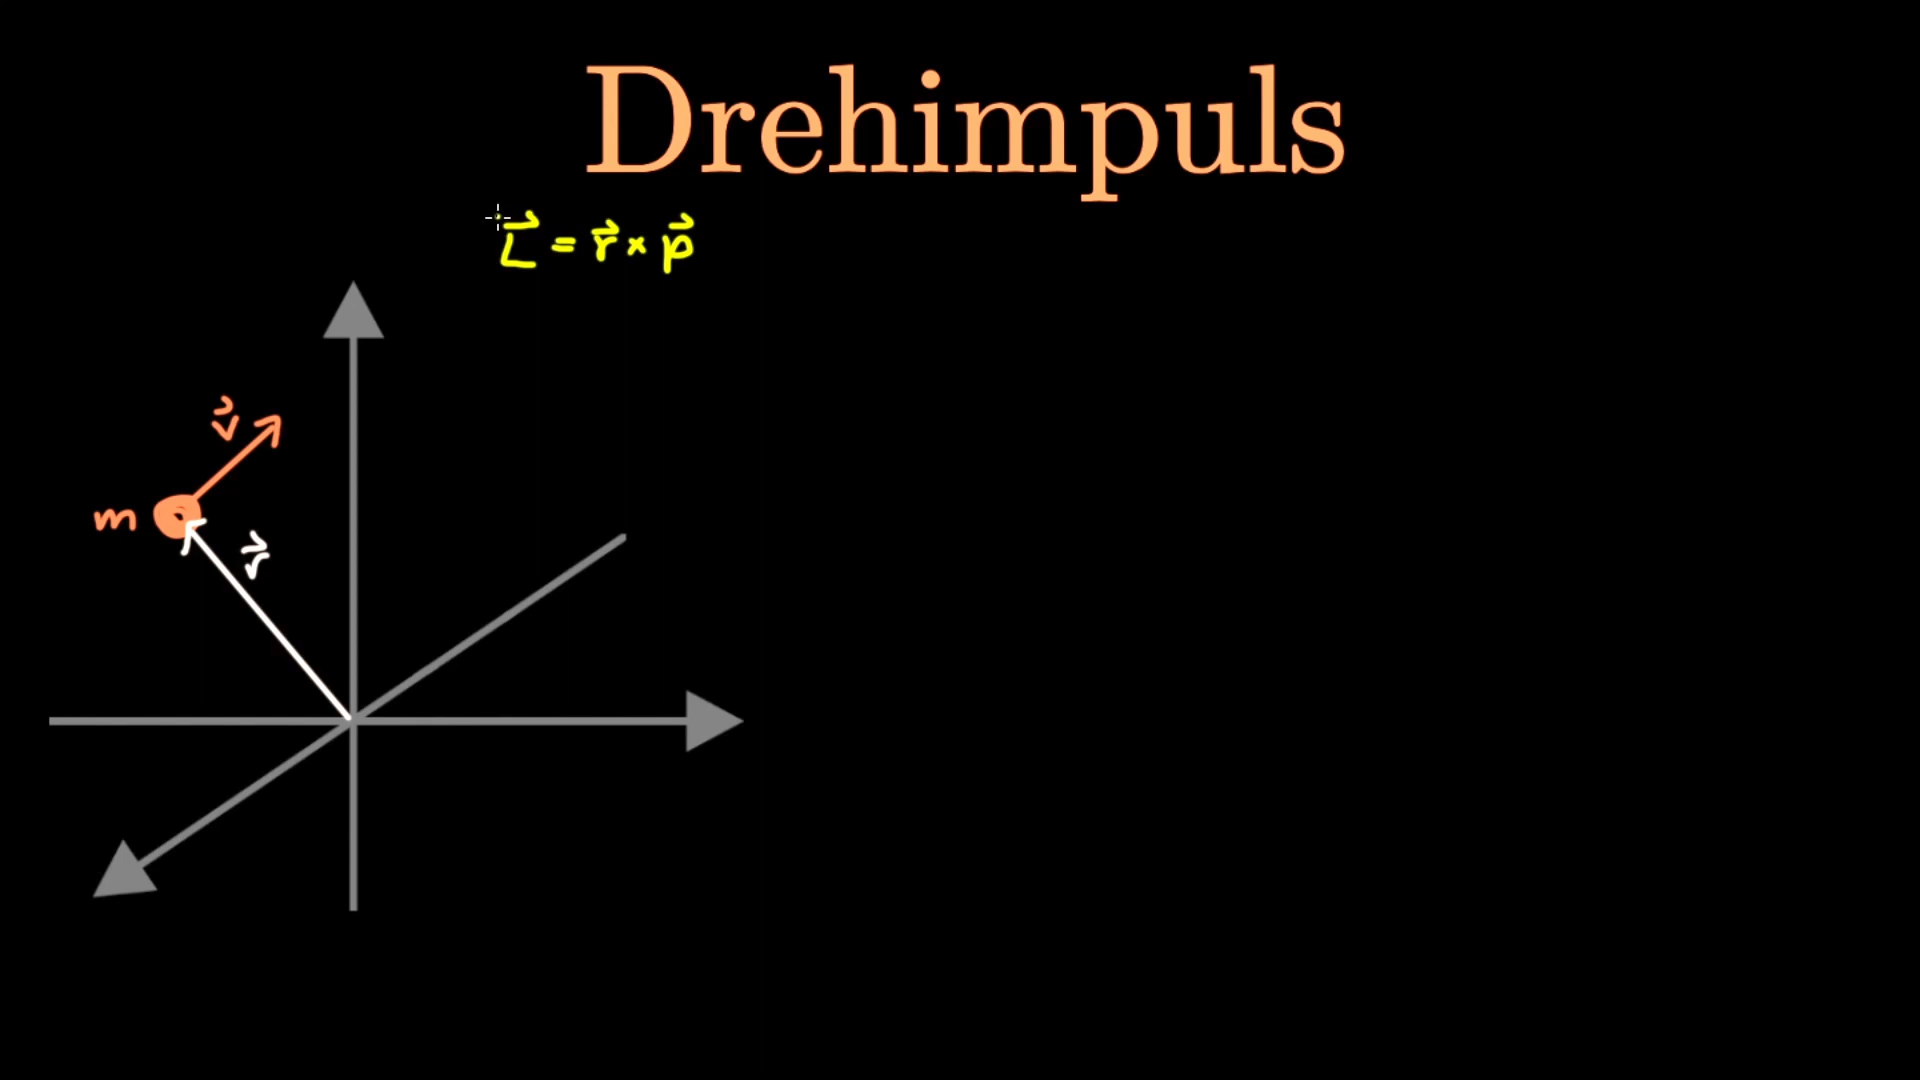 Drehimpuls
L⃗ = r⃗ × p⃗
v⃗
m
r⃗